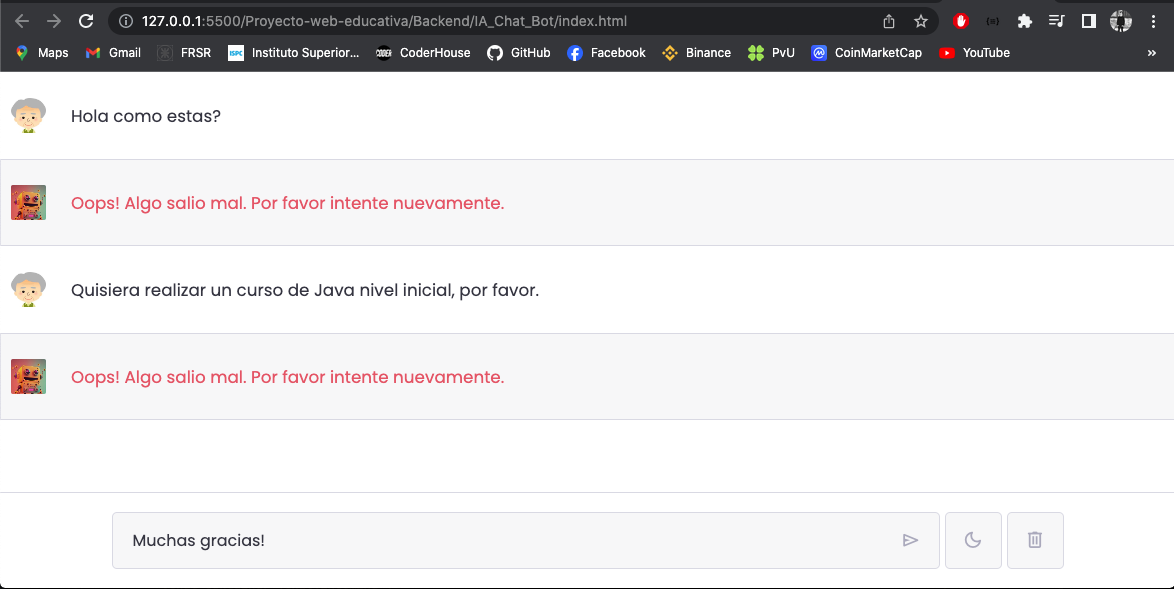 127.0.0.1:5500/Proyecto-web-educativa/Backend/IA_Chat_Bot/index.html
Maps Gmail FRSR ISPC Instituto Superior... CODER CoderHouse GitHub Facebook Binance PvU CoinMarketCap YouTube »
Hola como estas?
Oops! Algo salio mal. Por favor intente nuevamente.
Quisiera realizar un curso de Java nivel inicial, por favor.
Oops! Algo salio mal. Por favor intente nuevamente.
Muchas gracias!